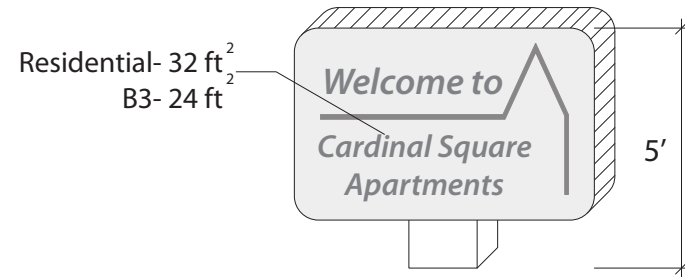 Residential- 32 ft²
B3- 24 ft²
Welcome to
Cardinal Square
Apartments
5′